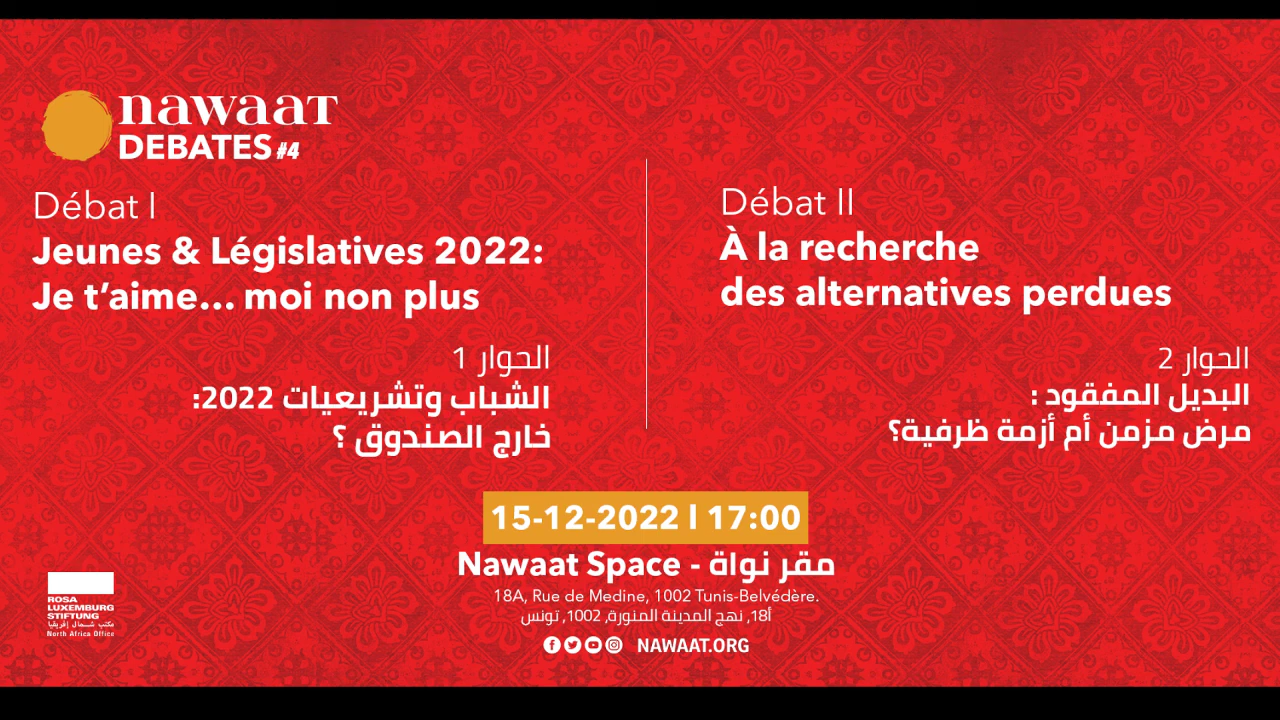 nawaat
DEBATES #4
Débat I
Jeunes & Législatives 2022:
Je t’aime... moi non plus
الحوار 1
الشباب وتشريعيات 2022:
خارج الصندوق ؟
Débat II
À la recherche
des alternatives perdues
الحوار 2
البديل المفقود :
مرض مزمن أم أزمة ظرفية؟
15-12-2022 | 17:00
Nawaat Space - مقر نواة
18A, Rue de Medine, 1002 Tunis-Belvédère.
18أ, نهج المدينة المنورة, 1002, تونس
NAWAAT.ORG
ROSA
LUXEMBURG
STIFTUNG
مكتب شمال إفريقيا
North Africa Office